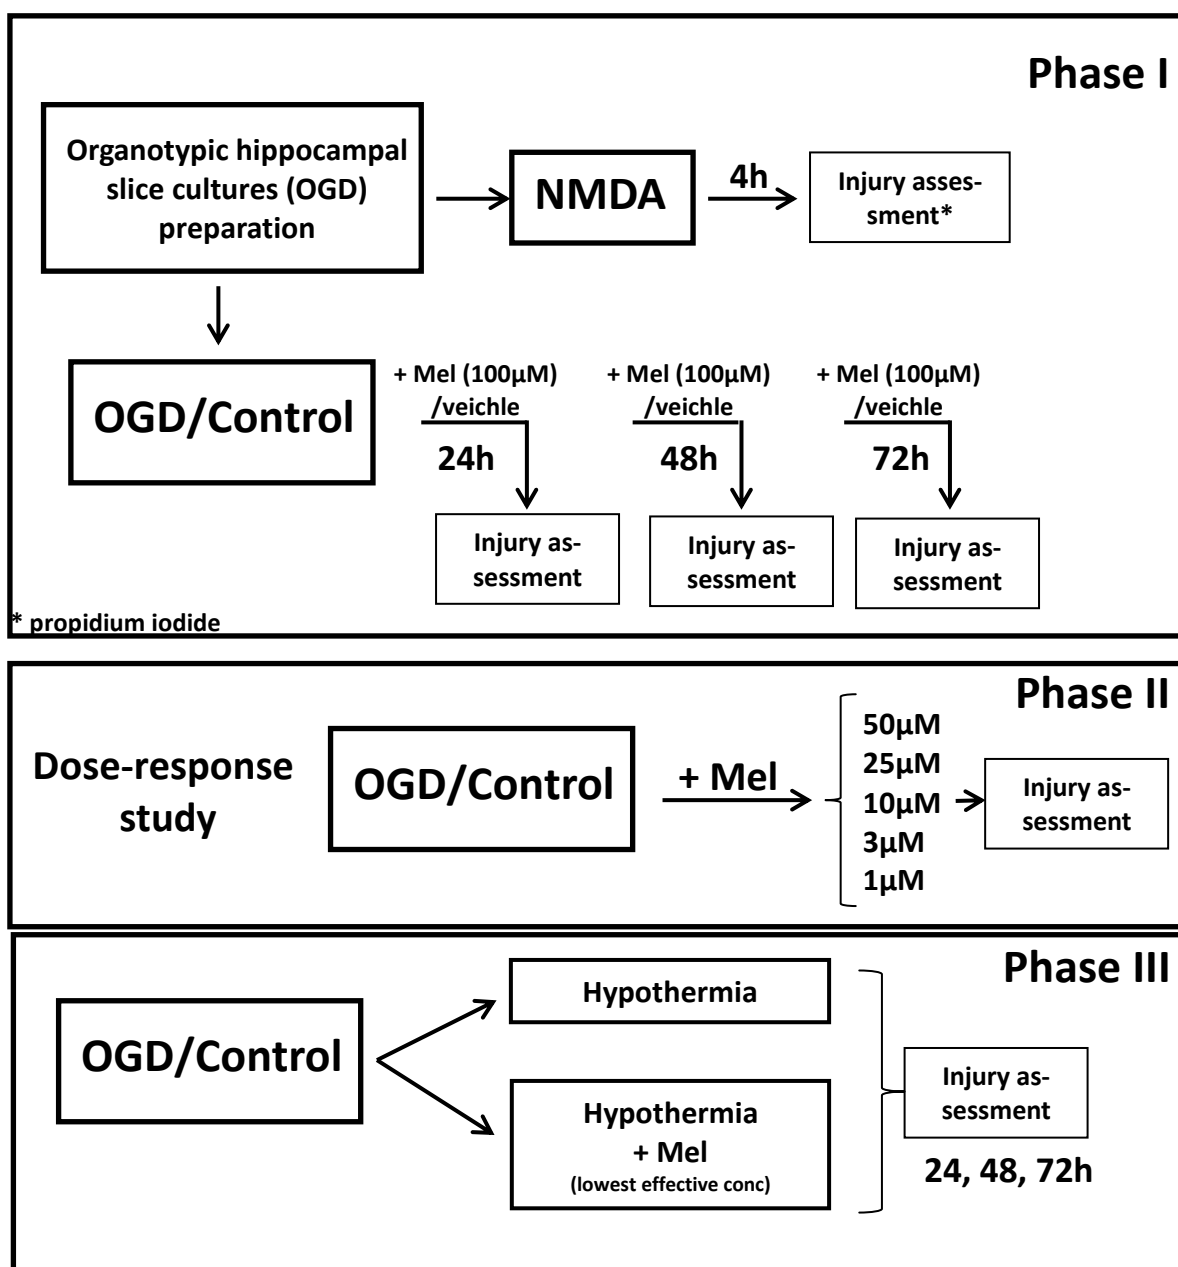 Phase I
Organotypic hippocampal
slice cultures (OGD)
preparation
NMDA
4h
Injury asses-
sment*
OGD/Control
+ Mel (100µM)
/veichle
24h
Injury as-
sessment
+ Mel (100µM)
/veichle
48h
Injury as-
sessment
+ Mel (100µM)
/veichle
72h
Injury as-
sessment
* propidium iodide
Phase II
Dose-response
study
OGD/Control
+ Mel
50µM
25µM
10µM
3µM
1µM
Injury as-
sessment
Phase III
OGD/Control
Hypothermia
Hypothermia
+ Mel
(lowest effective conc)
Injury as-
sessment
24, 48, 72h